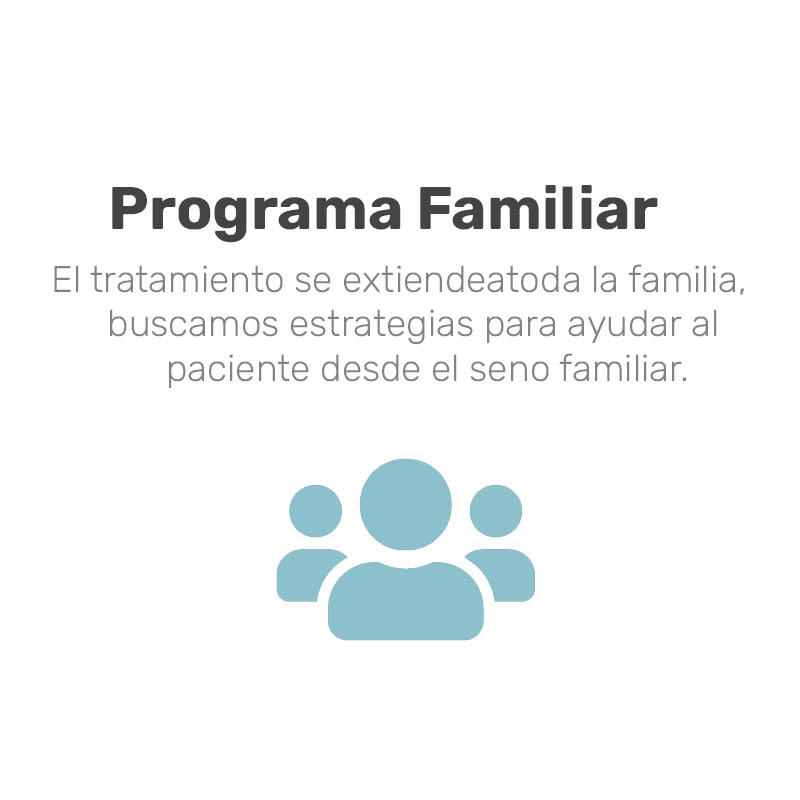 Programa Familiar
El tratamiento se extiendeatoda la familia,
buscamos estrategias para ayudar al
paciente desde el seno familiar.